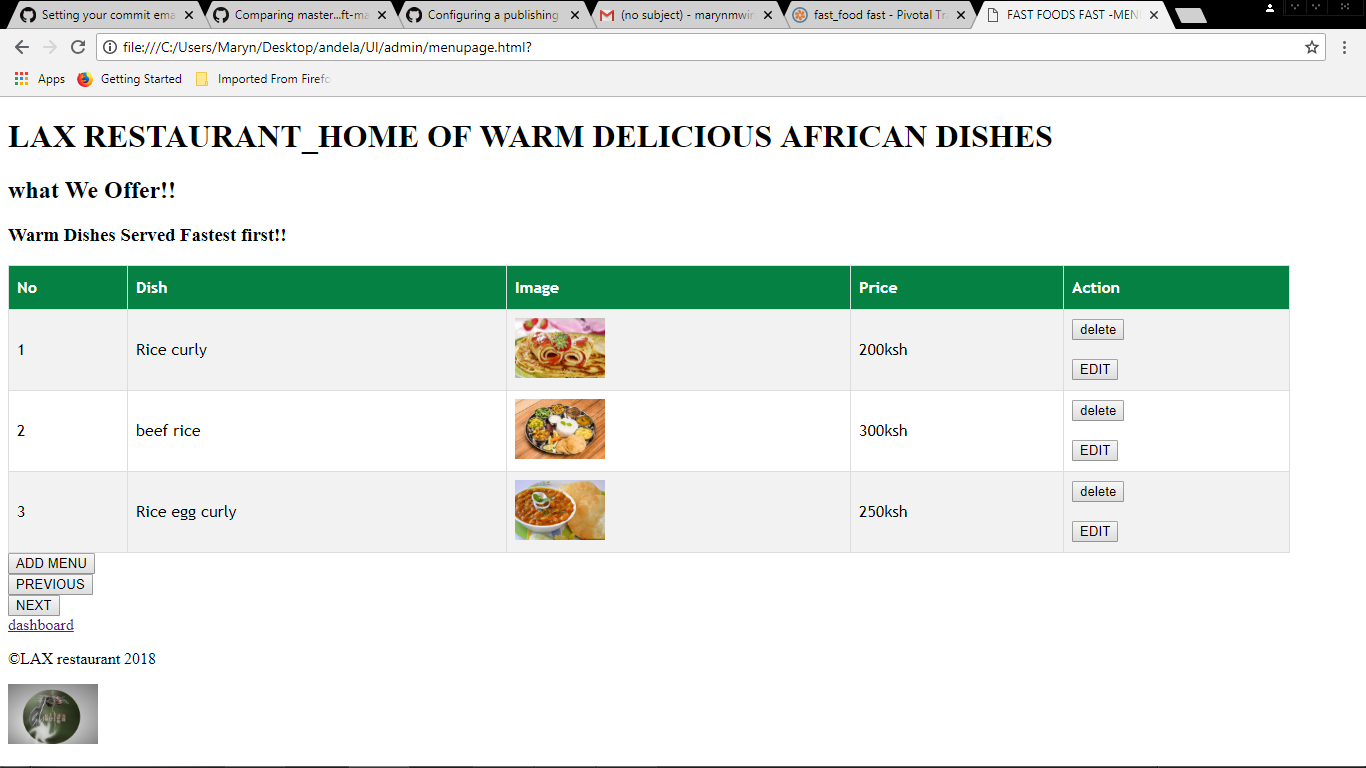 Setting your commit ema
Comparing master...ft-ma
Configuring a publishing
(no subject) - marynmwir
fast_food fast - Pivotal Tr
FAST FOODS FAST -MEN
file:///C:/Users/Maryn/Desktop/andela/UI/admin/menupage.html?
Apps Getting Started Imported From Firefo
LAX RESTAURANT_HOME OF WARM DELICIOUS AFRICAN DISHES
what We Offer!!
Warm Dishes Served Fastest first!!
No Dish Image Price Action
1 Rice curly 200ksh delete
EDIT
2 beef rice 300ksh delete
EDIT
3 Rice egg curly 250ksh delete
EDIT
ADD MENU
PREVIOUS
NEXT
dashboard
©LAX restaurant 2018